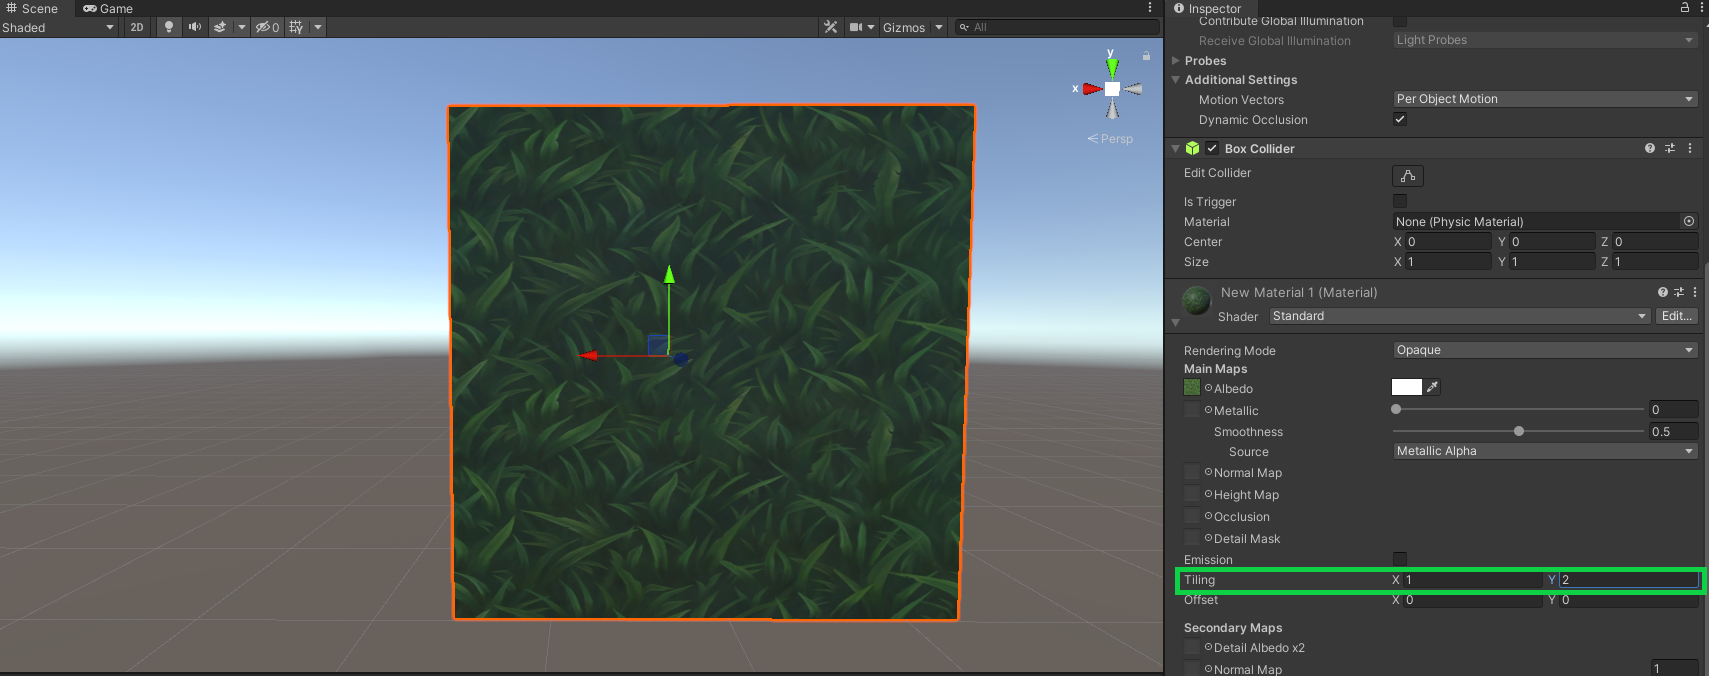 Scene Game
Shaded 2D 0 Gizmos All
y
x
Persp
Inspector
Contribute Global Illumination
Receive Global Illumination Light Probes
Probes
Additional Settings
Motion Vectors Per Object Motion
Dynamic Occlusion
Box Collider
Edit Collider
Is Trigger
Material None (Physic Material)
Center X 0 Y 0 Z 0
Size X 1 Y 1 Z 1
New Material 1 (Material)
Shader Standard Edit...
Rendering Mode Opaque
Main Maps
Albedo
Metallic 0
Smoothness 0.5
Source Metallic Alpha
Normal Map
Height Map
Occlusion
Detail Mask
Emission
Tiling X 1 Y 2
Offset X 0 Y 0
Secondary Maps
Detail Albedo x2
Normal Map 1